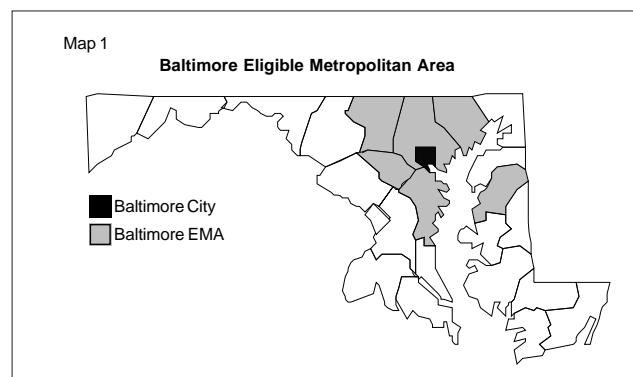 Map 1
Baltimore Eligible Metropolitan Area
Baltimore City
Baltimore EMA